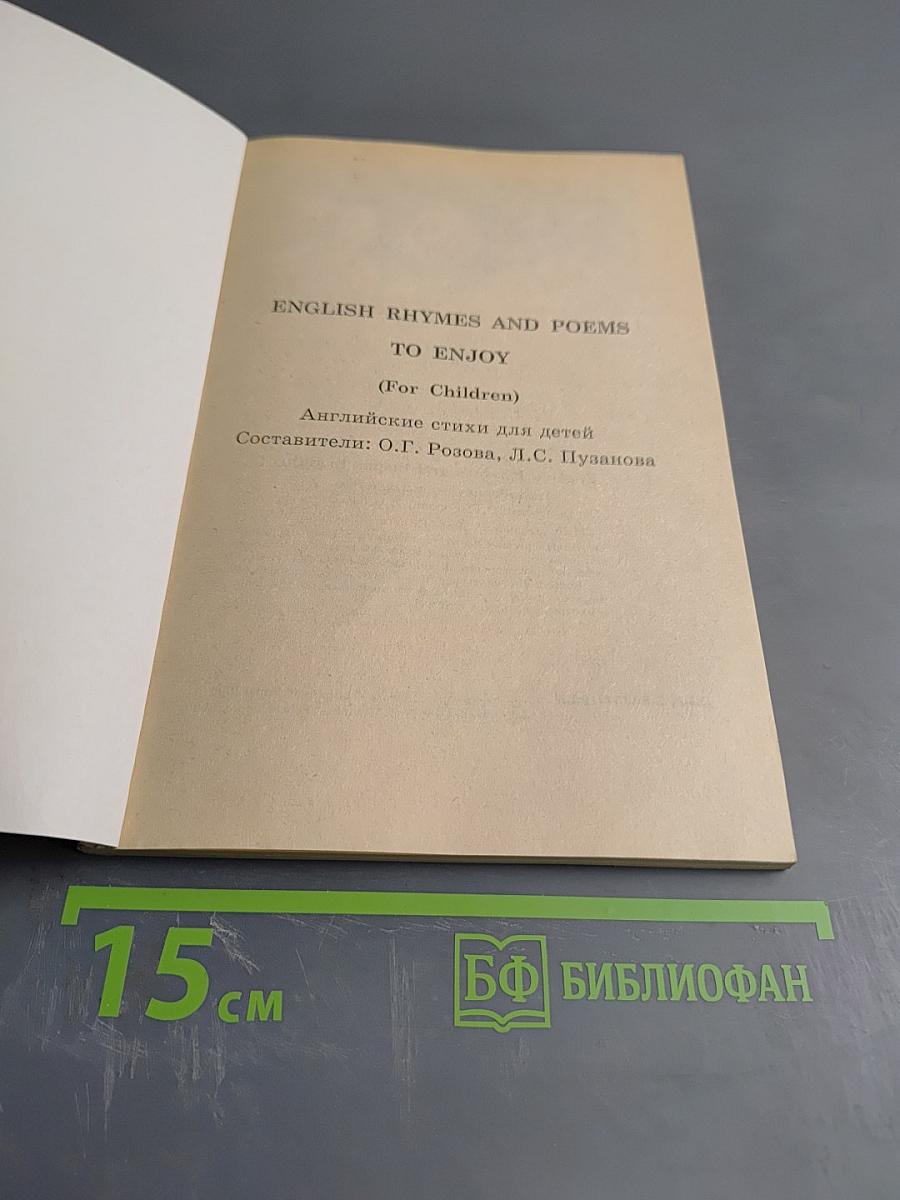 ENGLISH RHYMES AND POEMS
TO ENJOY
(For Children)
Английские стихи для детей
Составители: О.Г. Розова, Л.С. Пузанова
15 см
БФ БИБЛИОФАН